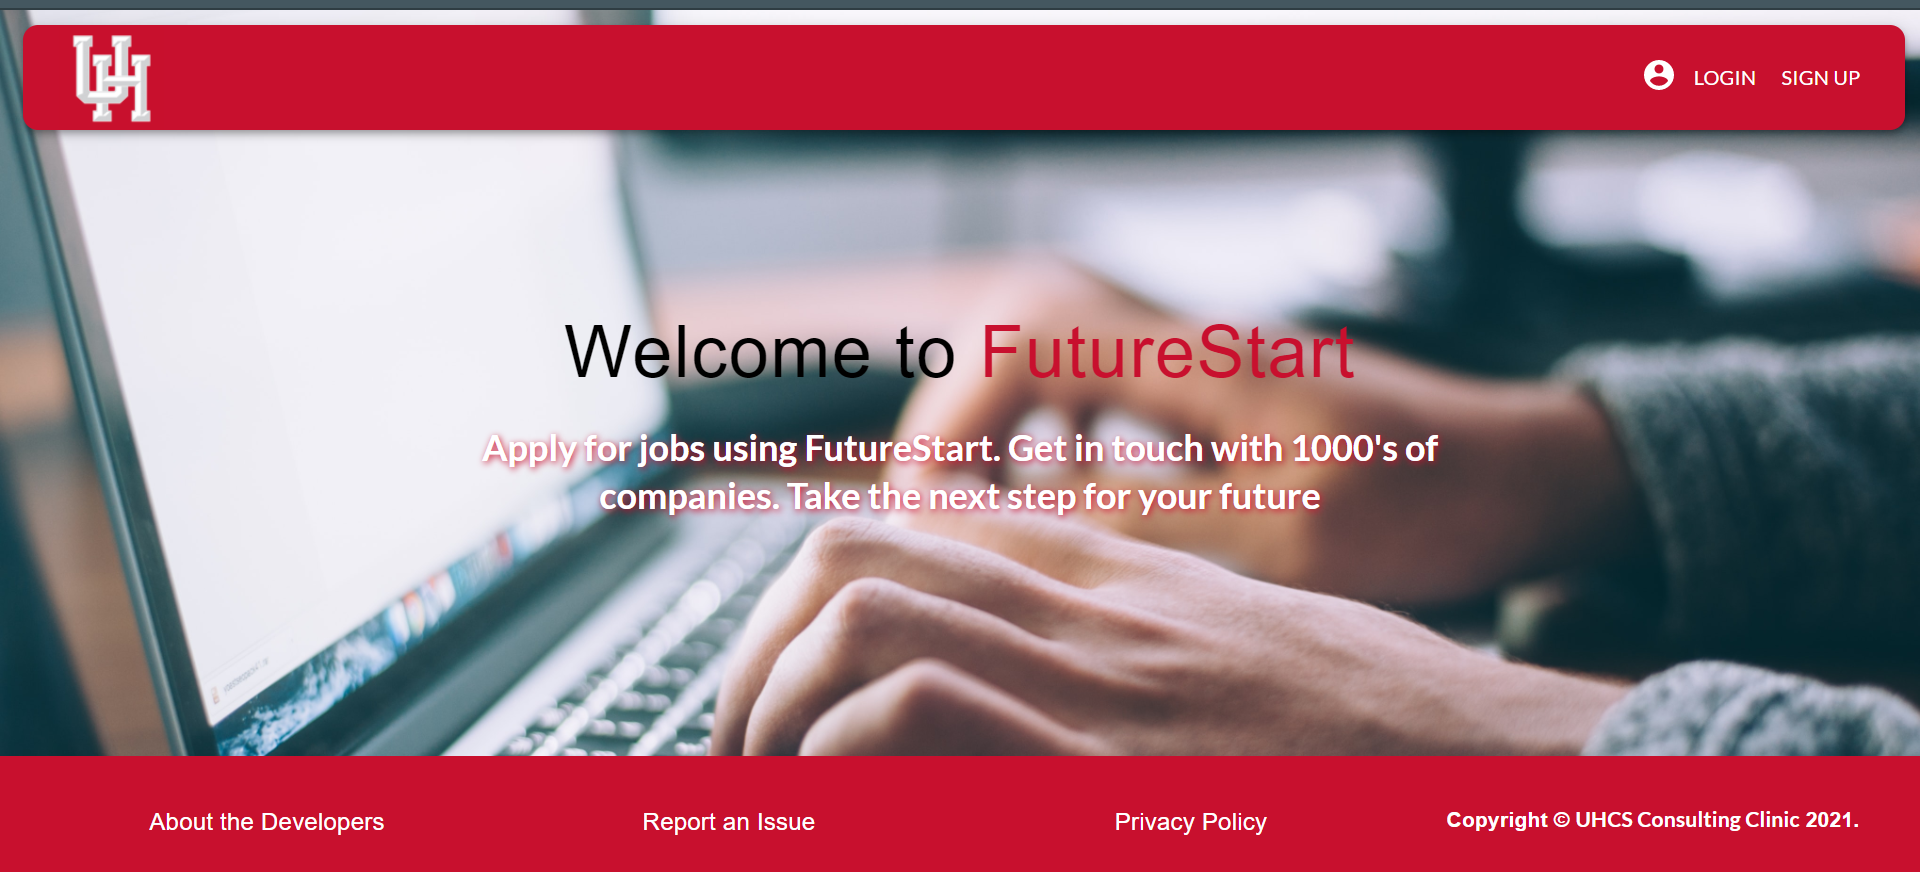 UH
LOGIN
SIGN UP
Welcome to FutureStart
Apply for jobs using FutureStart. Get in touch with 1000's of
companies. Take the next step for your future
About the Developers
Report an Issue
Privacy Policy
Copyright © UHCS Consulting Clinic 2021.